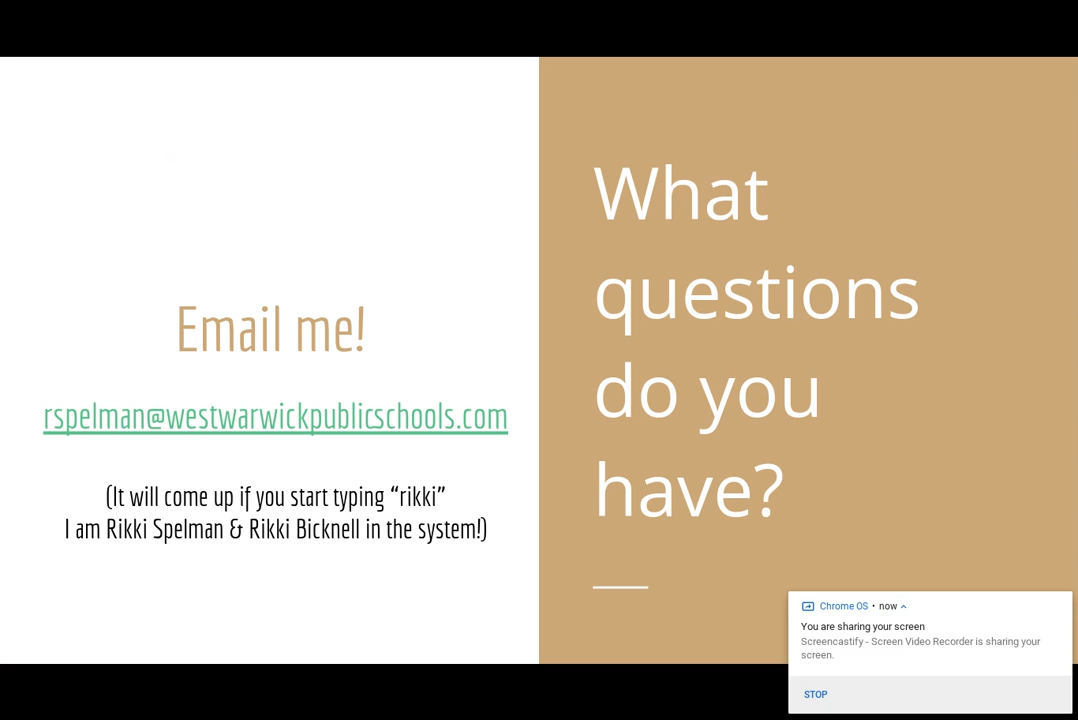 Email me!
rspelman@westwarwickpublicschools.com
(It will come up if you start typing “rikki”
I am Rikki Spelman & Rikki Bicknell in the system!)
What
questions
do you
have?
Chrome OS • now
You are sharing your screen
Screencastify - Screen Video Recorder is sharing your
screen.
STOP